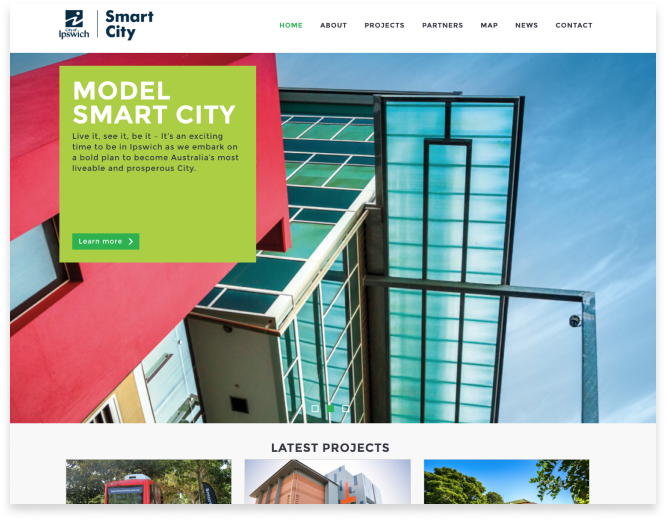 City of
Ipswich
Smart
City
HOME ABOUT PROJECTS PARTNERS MAP NEWS CONTACT
MODEL
SMART CITY
Live it, see it, be it – It's an exciting
time to be in Ipswich as we embark on
a bold plan to become Australia's most
liveable and prosperous City.
Learn more
LATEST PROJECTS